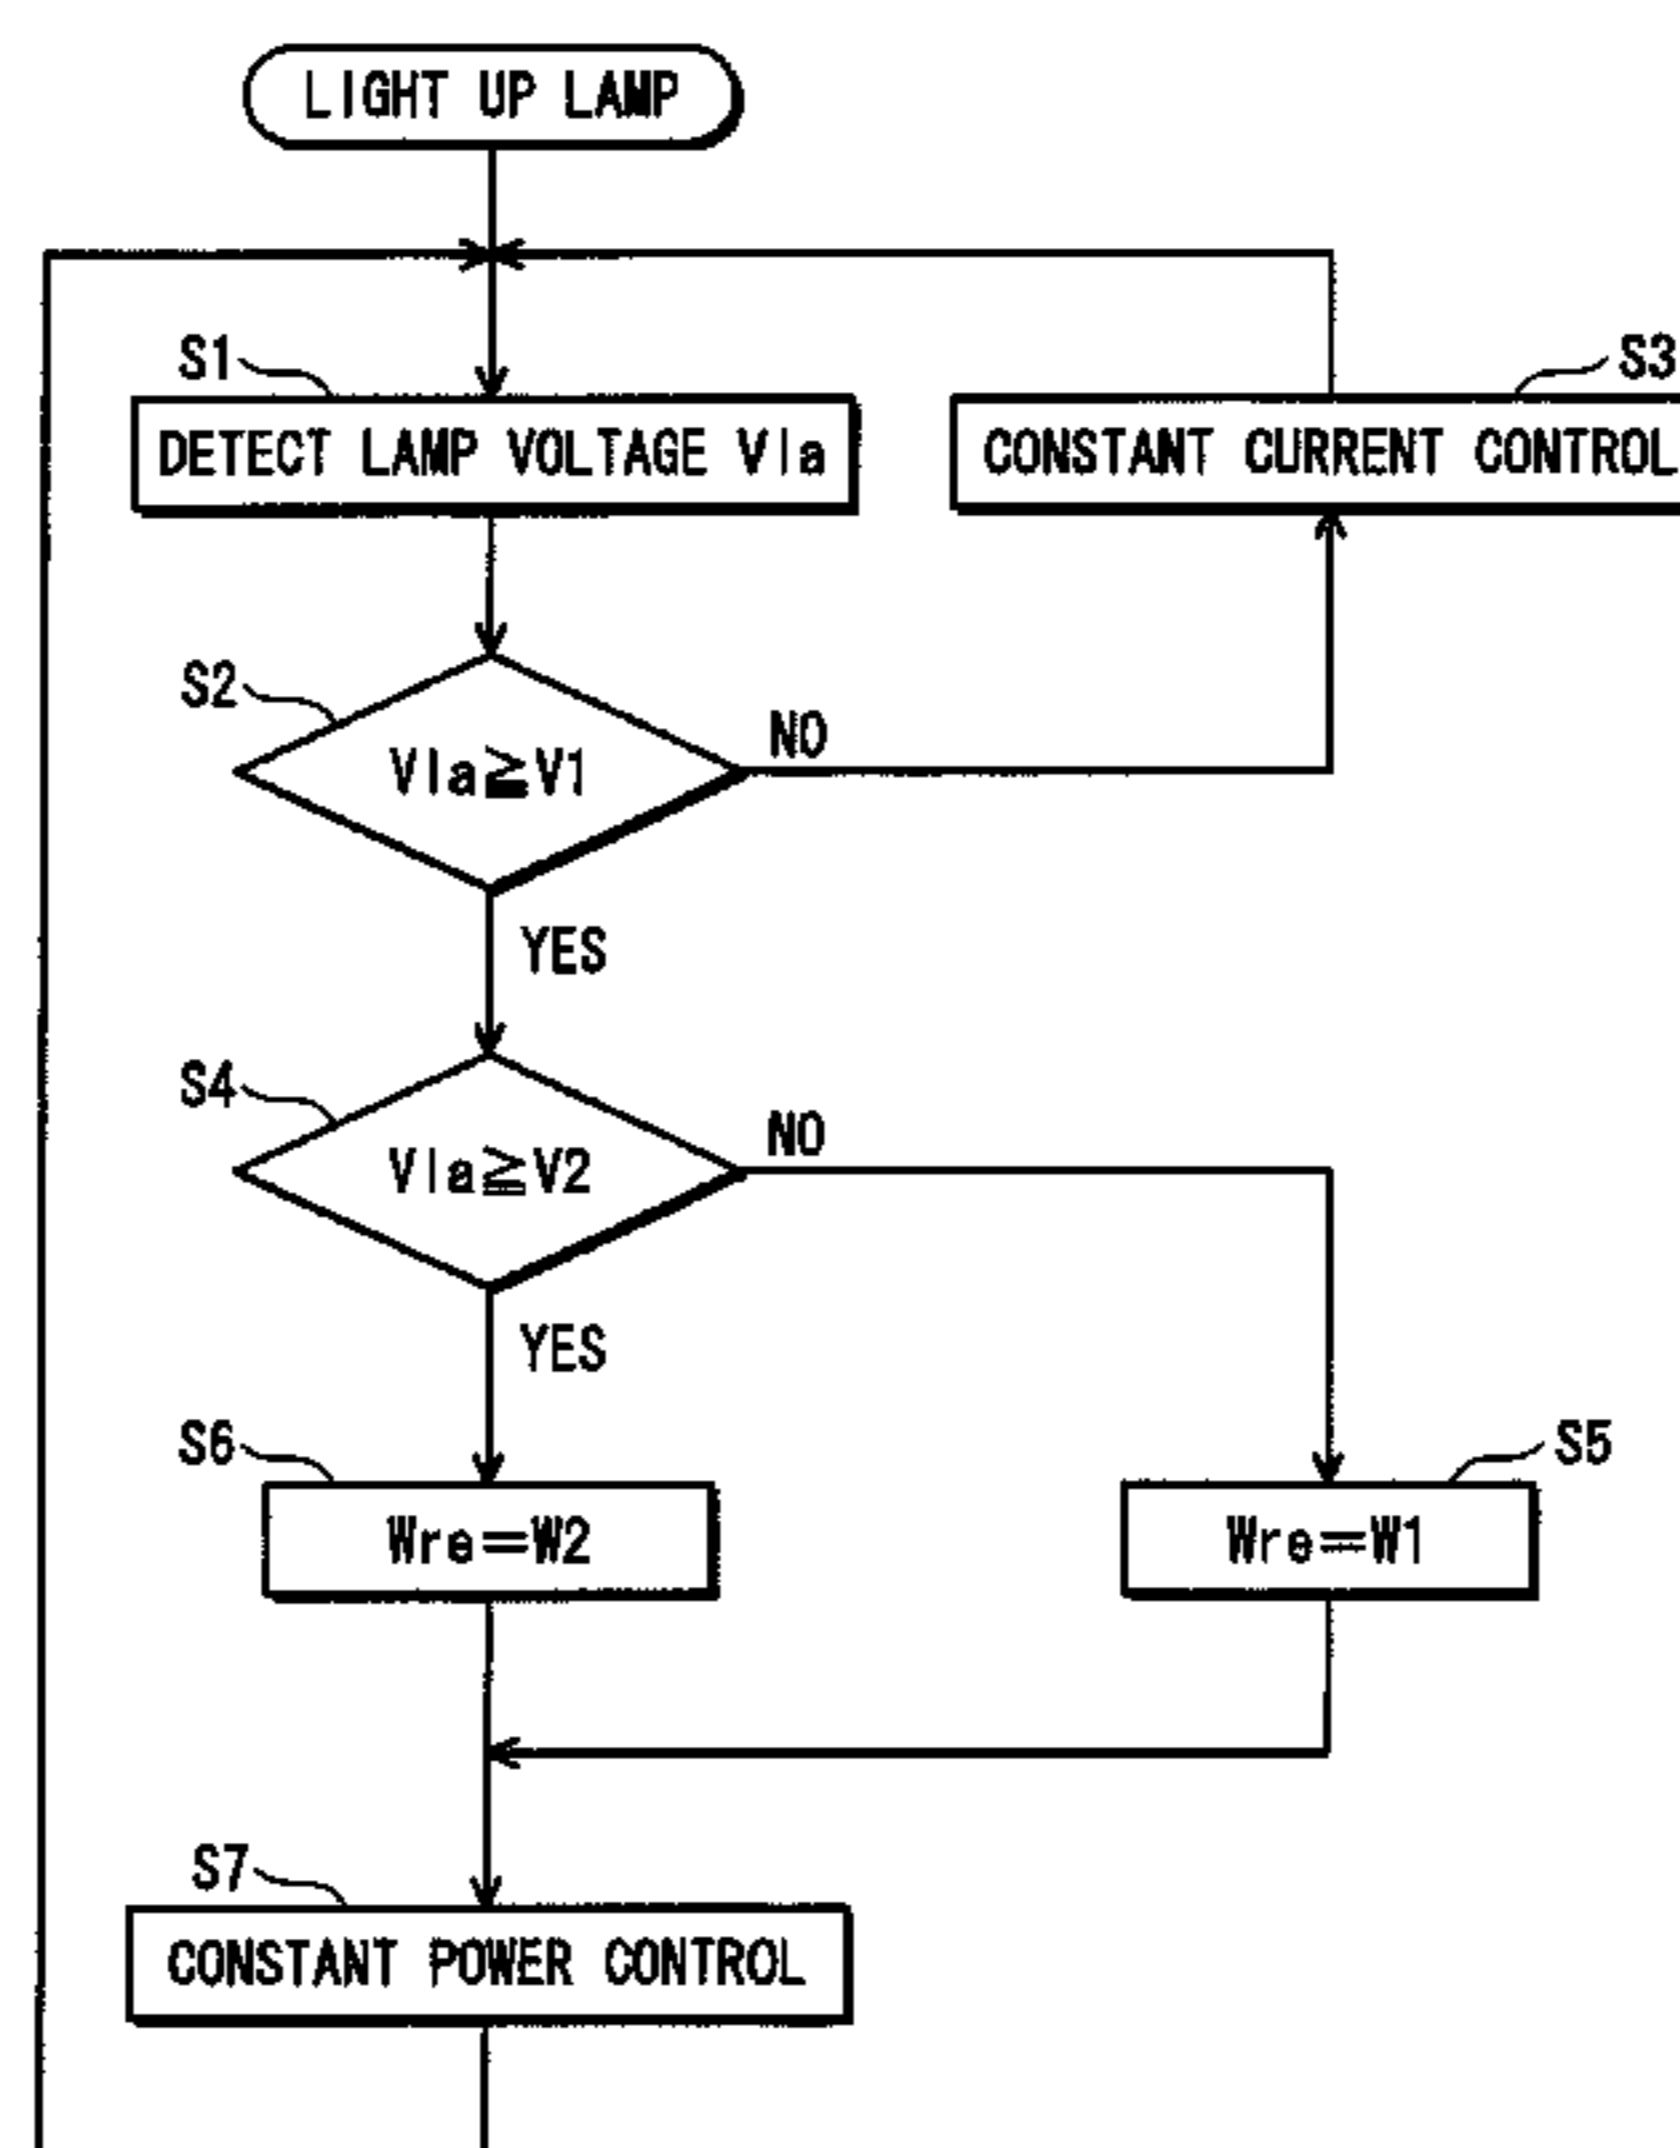 LIGHT UP LAMP
S1
S3
DETECT LAMP VOLTAGE Vla
CONSTANT CURRENT CONTROL
S2
NO
Vla≧V1
YES
S4
NO
Vla≧V2
YES
S6
S5
Wre=W2
Wre=W1
S7
CONSTANT POWER CONTROL